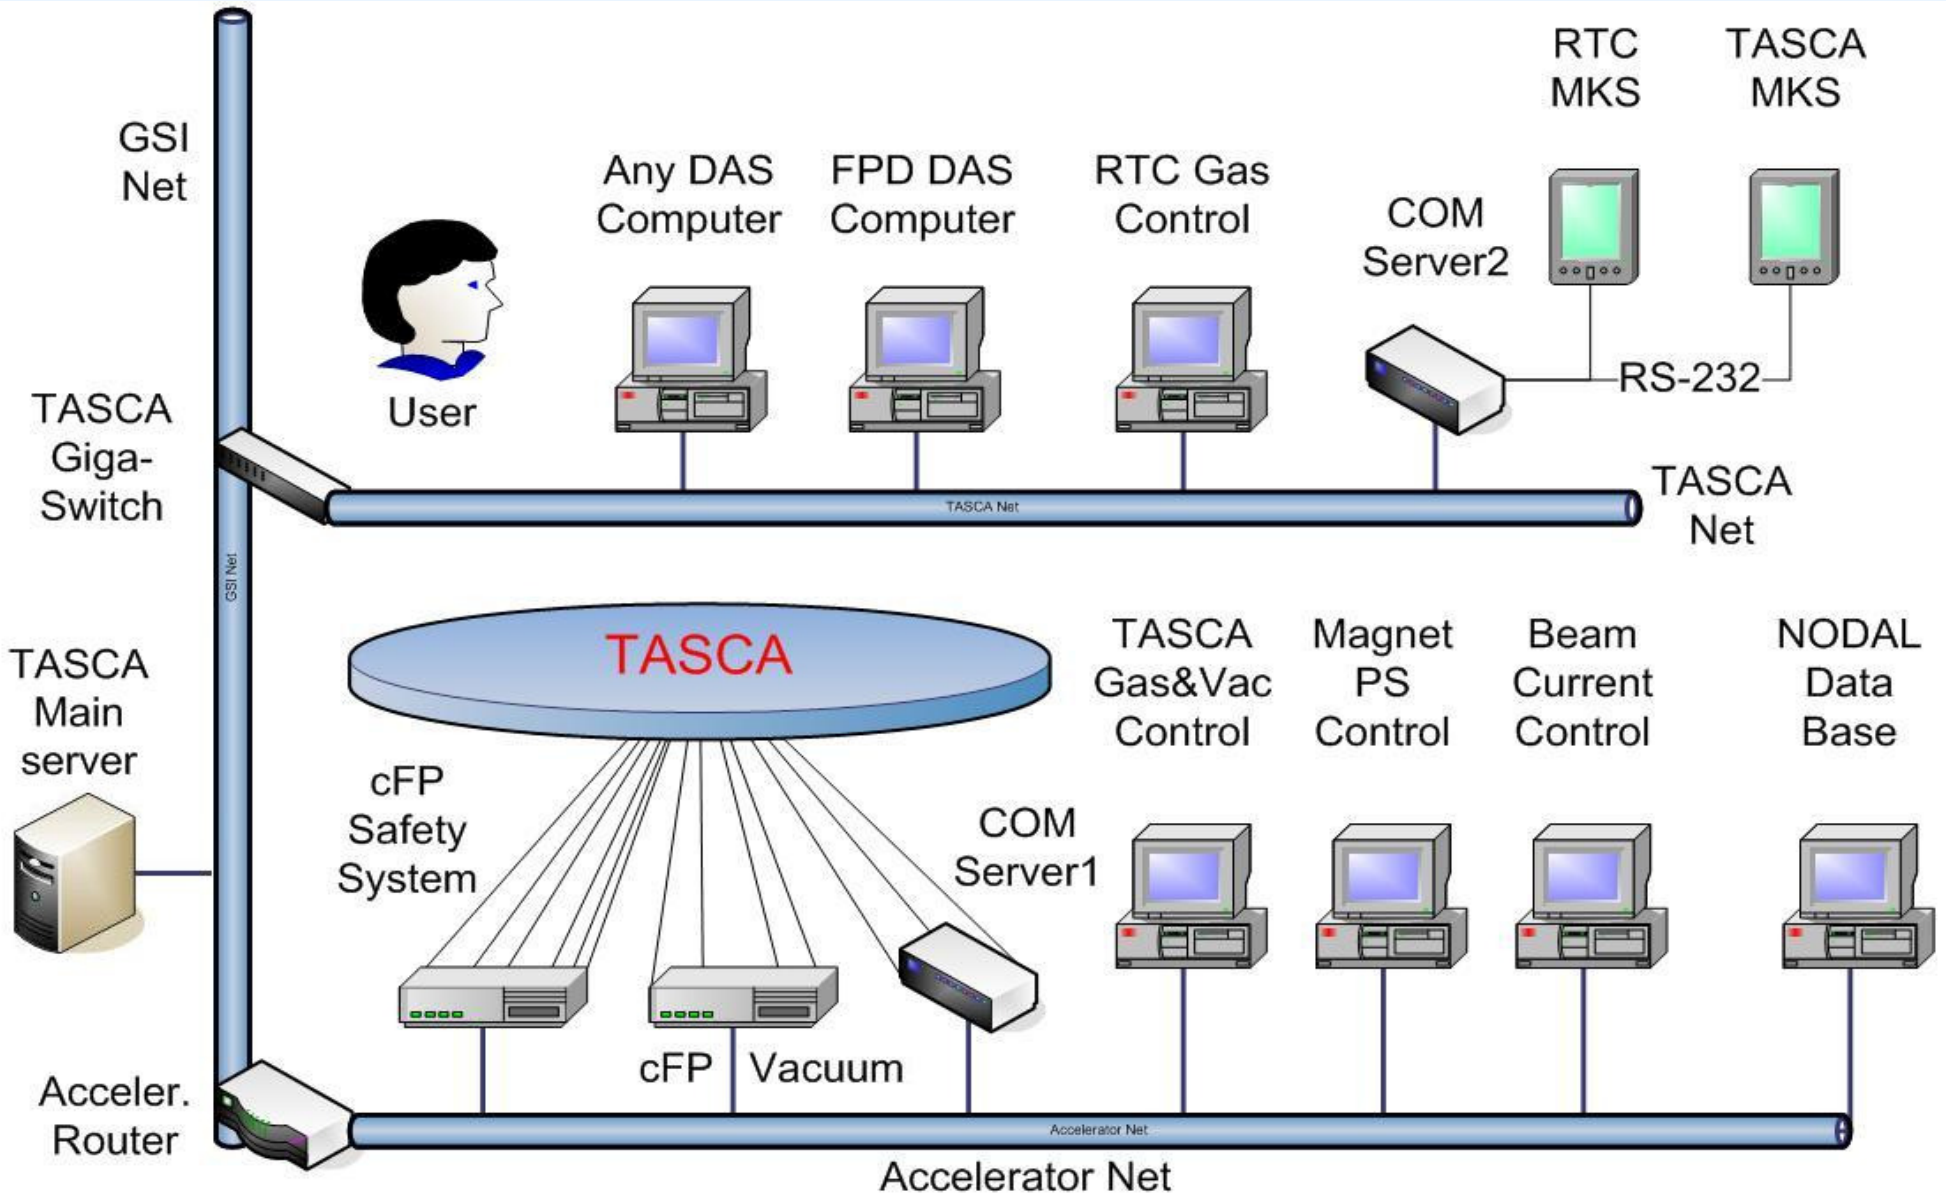 RTC
MKS
TASCA
MKS
GSI
Net
Any DAS
Computer
FPD DAS
Computer
RTC Gas
Control
COM
Server2
User
RS-232
TASCA
Giga-
Switch
TASCA Net
TASCA
Net
GSI Net
TASCA
TASCA
Main
server
cFP
Safety
System
COM
Server1
TASCA
Gas&Vac
Control
Magnet
PS
Control
Beam
Current
Control
NODAL
Data
Base
cFP Vacuum
Acceler.
Router
Accelerator Net
Accelerator Net